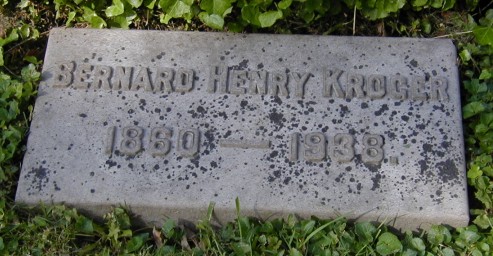 BERNARD HENRY KROGER
1860 — 1938.